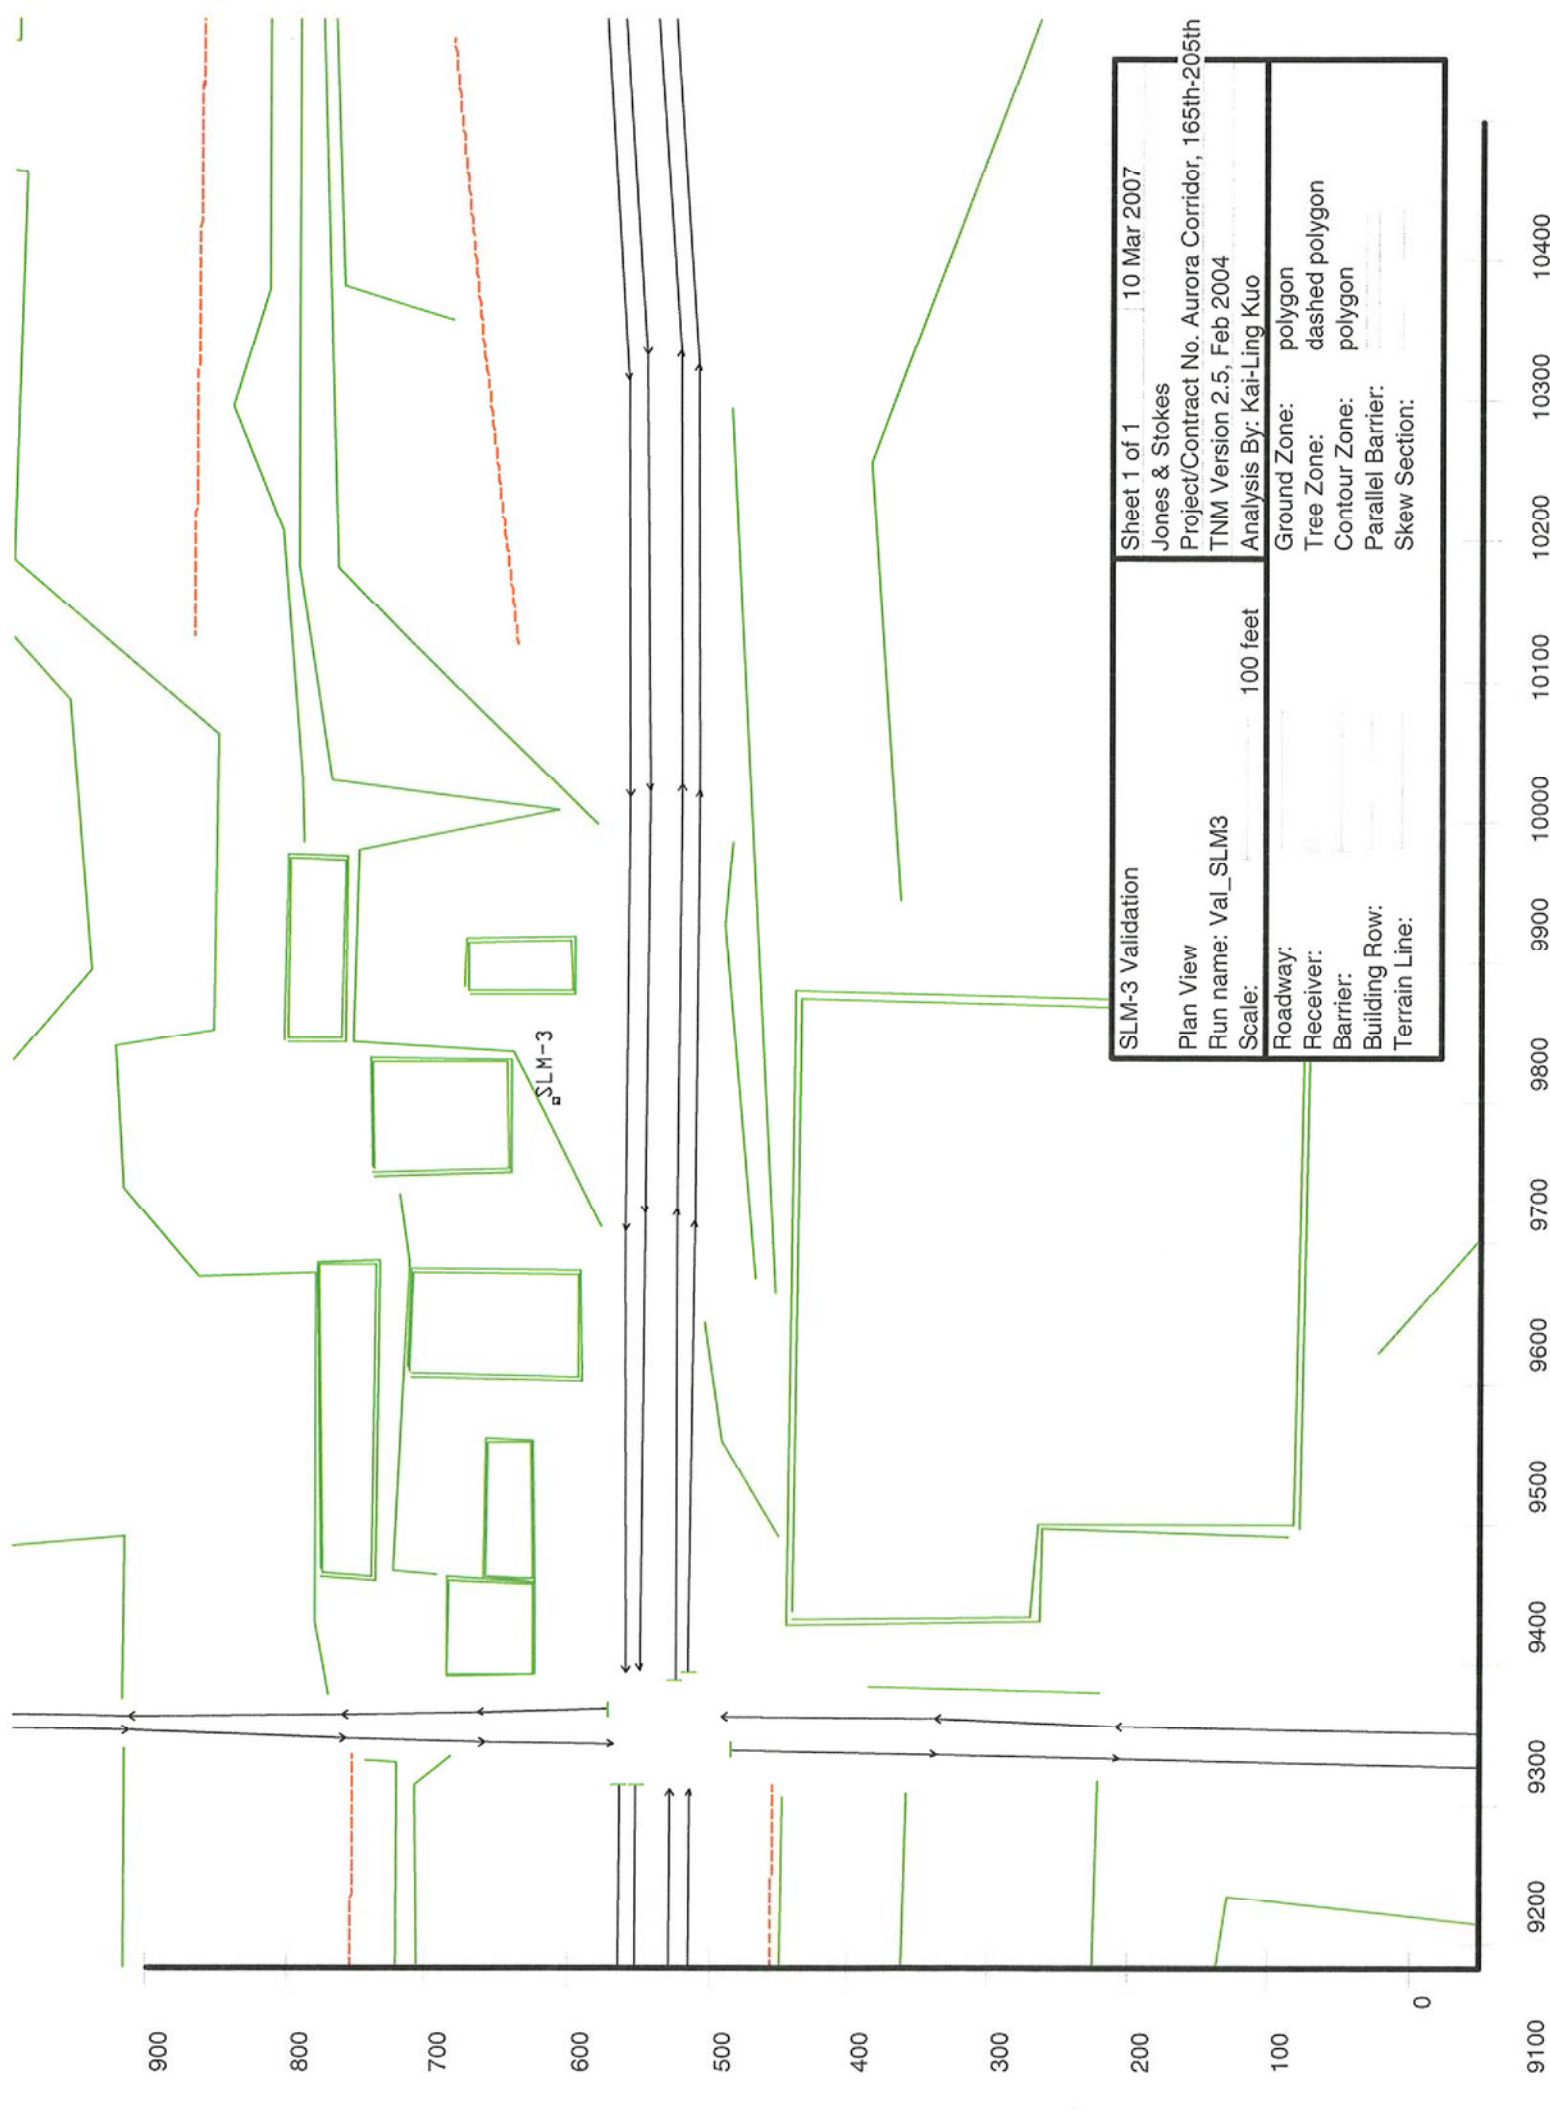 SLM-3
SLM-3 Validation
Plan View
Run name: Val_SLM3
Scale: 100 feet
Sheet 1 of 1 10 Mar 2007
Jones & Stokes
Project/Contract No. Aurora Corridor, 165th-205th
TNM Version 2.5, Feb 2004
Analysis By: Kai-Ling Kuo
Roadway:
Receiver:
Barrier:
Building Row:
Terrain Line:
Ground Zone: polygon
Tree Zone: dashed polygon
Contour Zone: polygon
Parallel Barrier:
Skew Section:
900
800
700
600
500
400
300
200
100
0
9100
9200
9300
9400
9500
9600
9700
9800
9900
10000
10100
10200
10300
10400